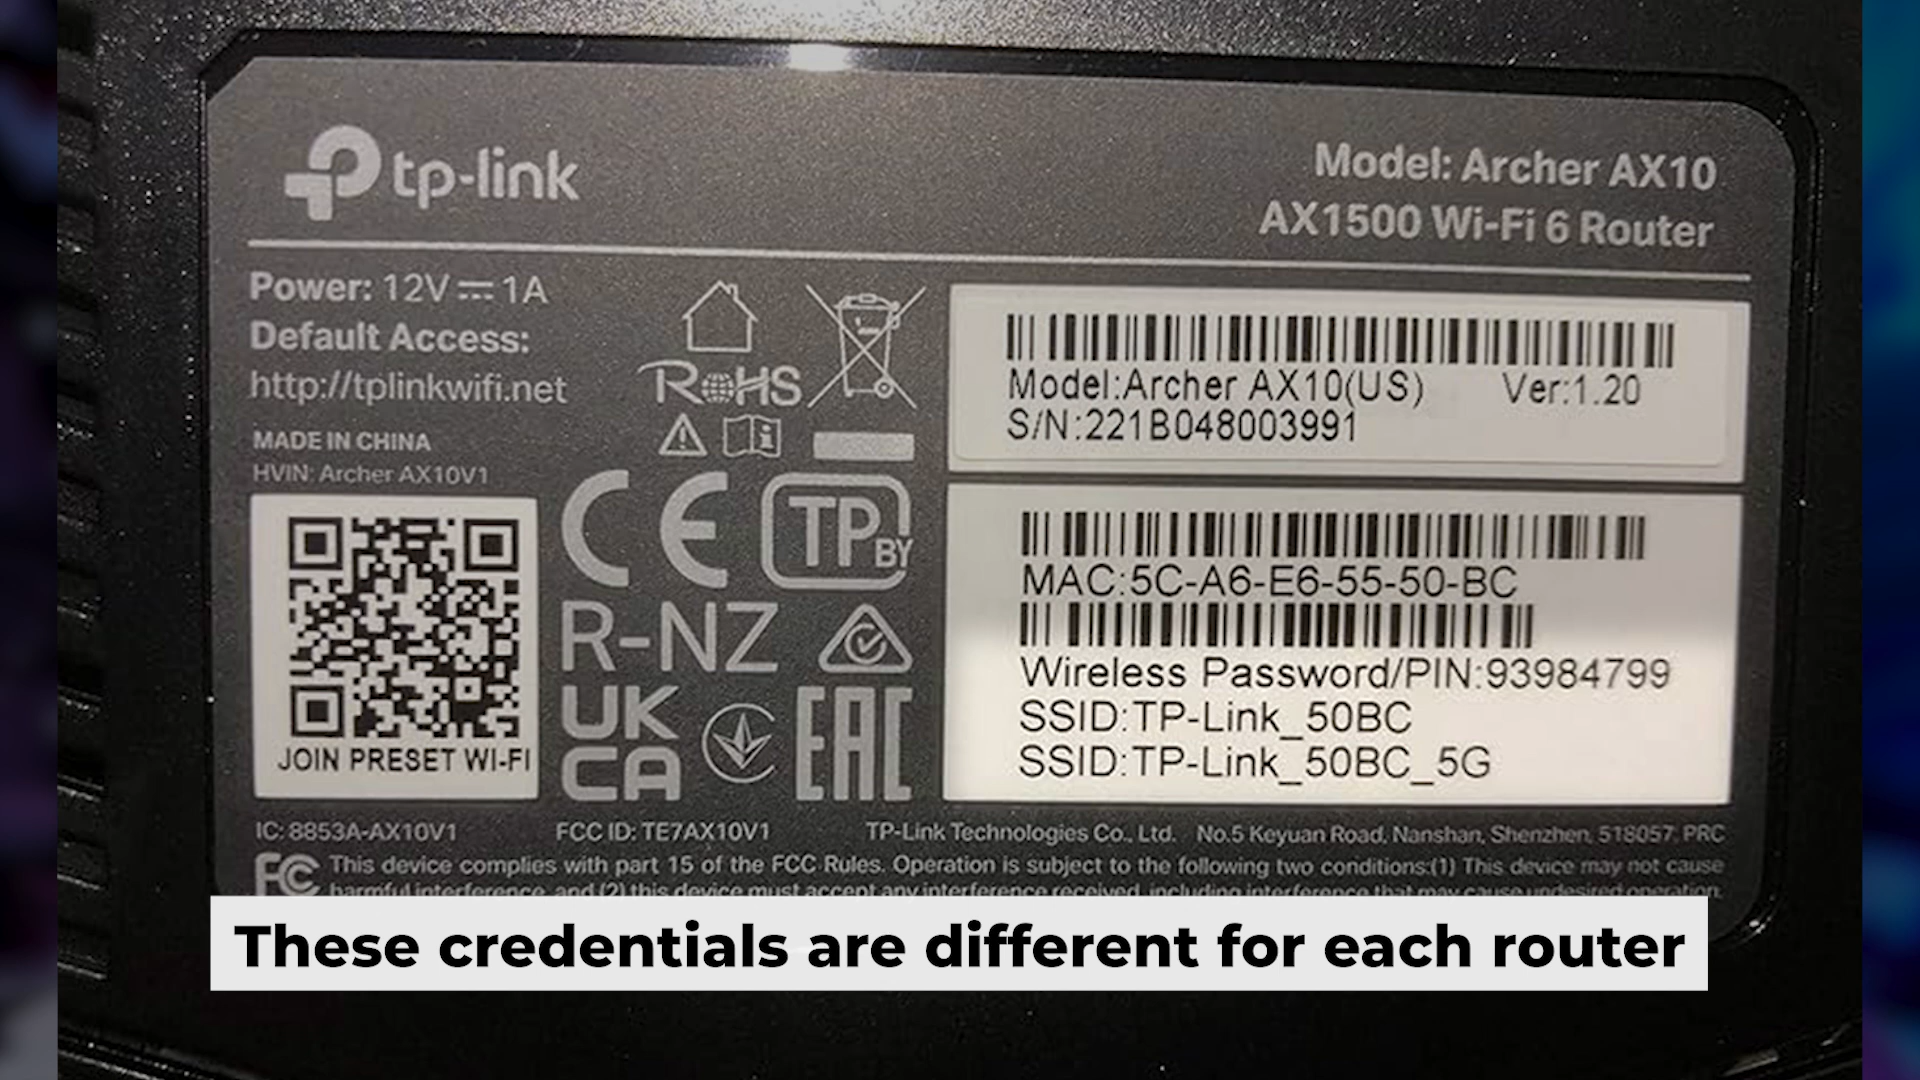 tp-link
Model: Archer AX10
AX1500 Wi-Fi 6 Router
Power: 12V⎓1A
Default Access:
http://tplinkwifi.net
MADE IN CHINA
HVIN: Archer AX10V1
JOIN PRESET WI-FI
RoHS
CE
TP BY
R-NZ
UK
CA
EAC
Model:Archer AX10(US) Ver:1.20
S/N:221B048003991
MAC:5C-A6-E6-55-50-BC
Wireless Password/PIN:93984799
SSID:TP-Link_50BC
SSID:TP-Link_50BC_5G
IC: 8853A-AX10V1 FCC ID: TE7AX10V1 TP-Link Technologies Co., Ltd. No.5 Keyuan Road, Nanshan, Shenzhen, 518057, PRC
FC This device complies with part 15 of the FCC Rules. Operation is subject to the following two conditions:(1) This device may not cause
harmful interference, and (2) this device must accept any interference received, including interference that may cause undesired operation.
These credentials are different for each router